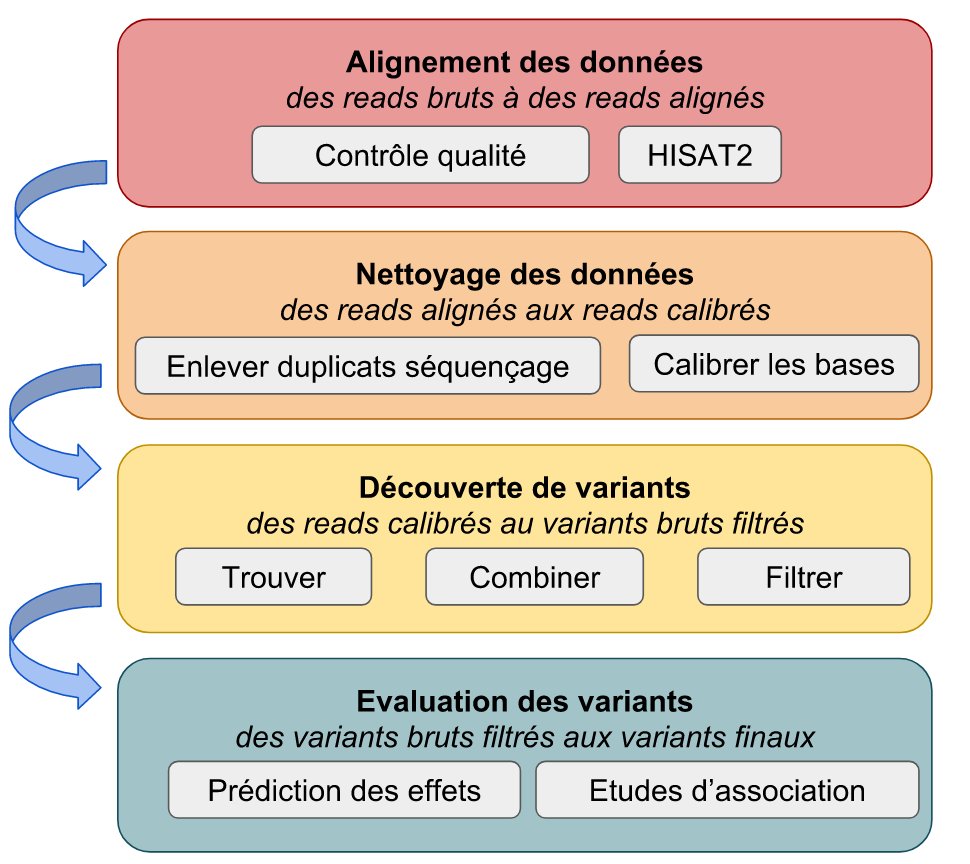 Alignement des données
des reads bruts à des reads alignés
Contrôle qualité
HISAT2
Nettoyage des données
des reads alignés aux reads calibrés
Enlever duplicats séquençage
Calibrer les bases
Découverte de variants
des reads calibrés au variants bruts filtrés
Trouver
Combiner
Filtrer
Evaluation des variants
des variants bruts filtrés aux variants finaux
Prédiction des effets
Etudes d’association